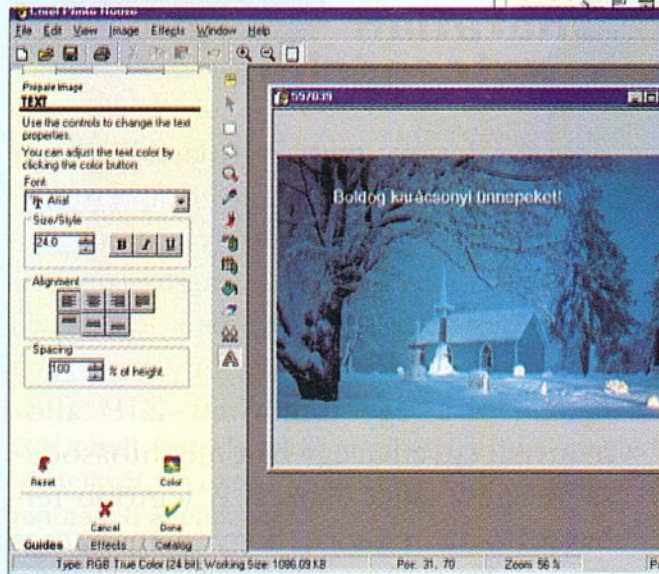 Corel Photo House
File Edit View Image Effects Window Help
Prepare Image
TEXT
Use the controls to change the text
properties.
You can adjust the text color by
clicking the color button
Font
Arial
Size/Style
24.0
B I U
Alignment
Spacing
100 % of height
Reset Color
Cancel Done
Guides Effects Catalog
597039
Boldog karácsonyi ünnepeket!
Type: RGB True Color (24 bit); Working Size: 1086.09 KB Pos: 31, 70 Zoom 56 %